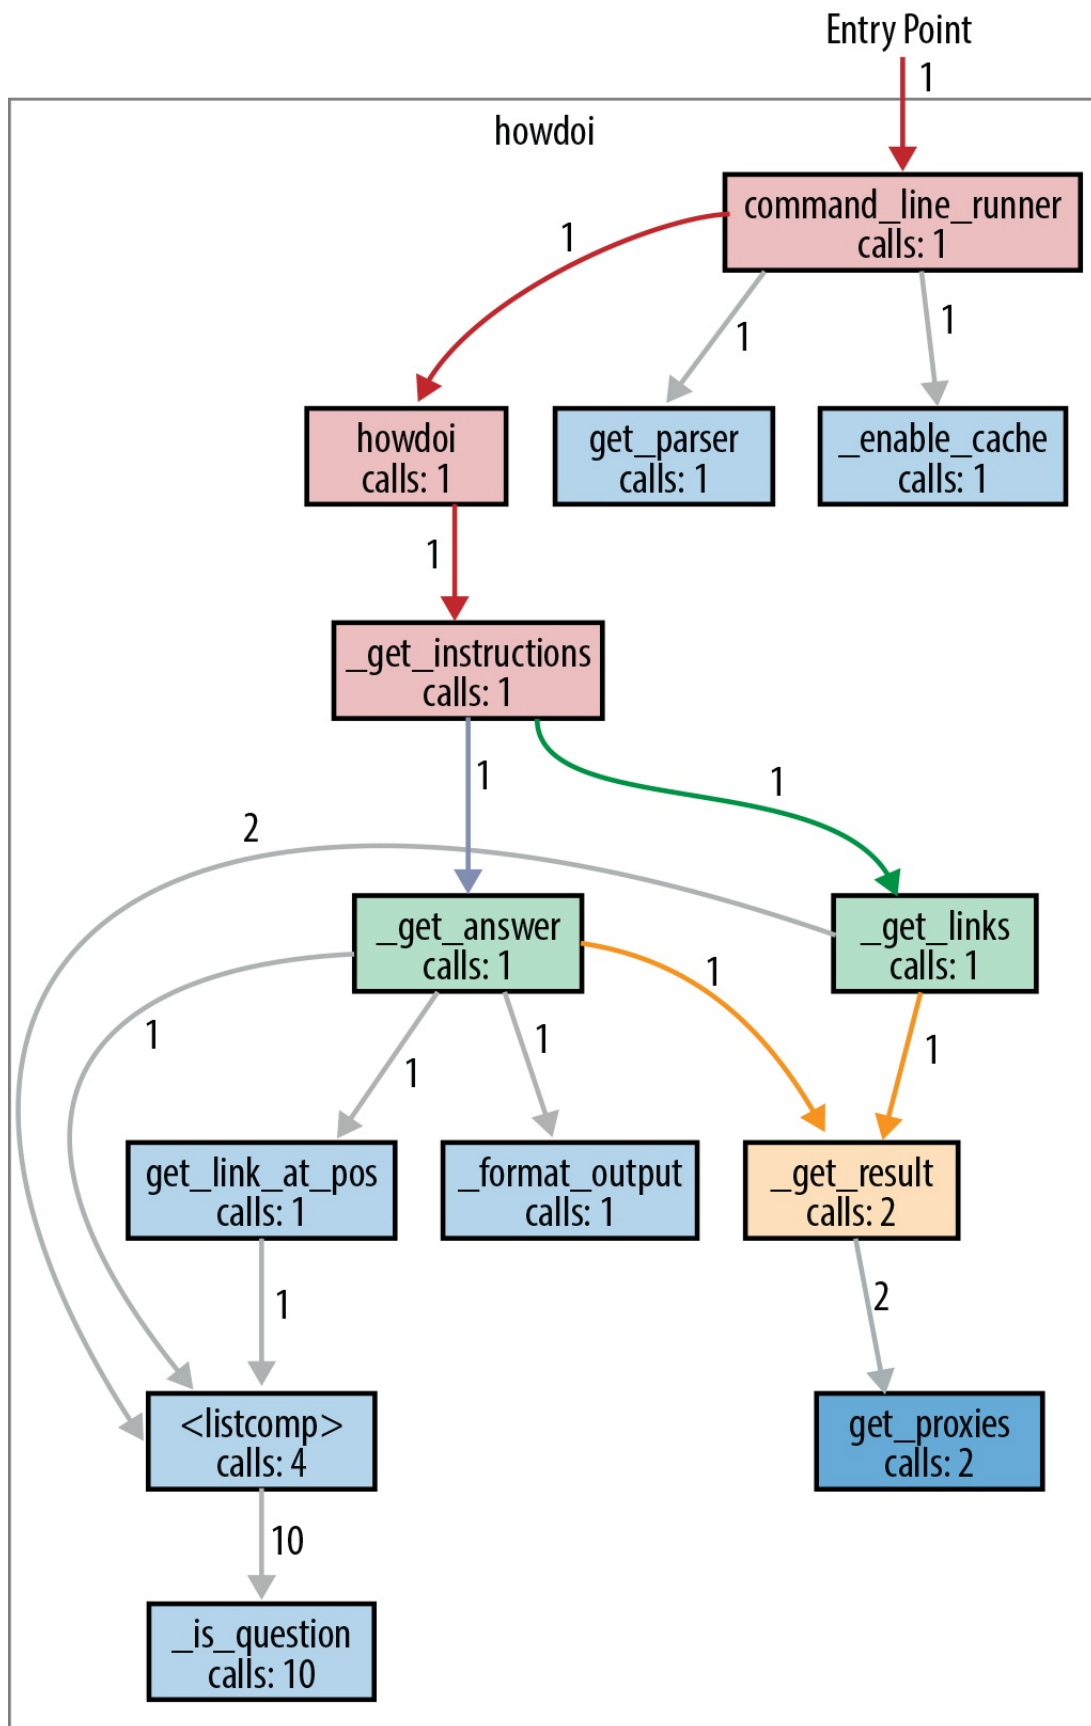 Entry Point
1
howdoi
command_line_runner
calls: 1
1
1
1
howdoi
calls: 1
get_parser
calls: 1
_enable_cache
calls: 1
1
_get_instructions
calls: 1
1
1
2
_get_answer
calls: 1
_get_links
calls: 1
1
1
1
1
1
get_link_at_pos
calls: 1
_format_output
calls: 1
_get_result
calls: 2
1
2
<listcomp>
calls: 4
get_proxies
calls: 2
10
_is_question
calls: 10